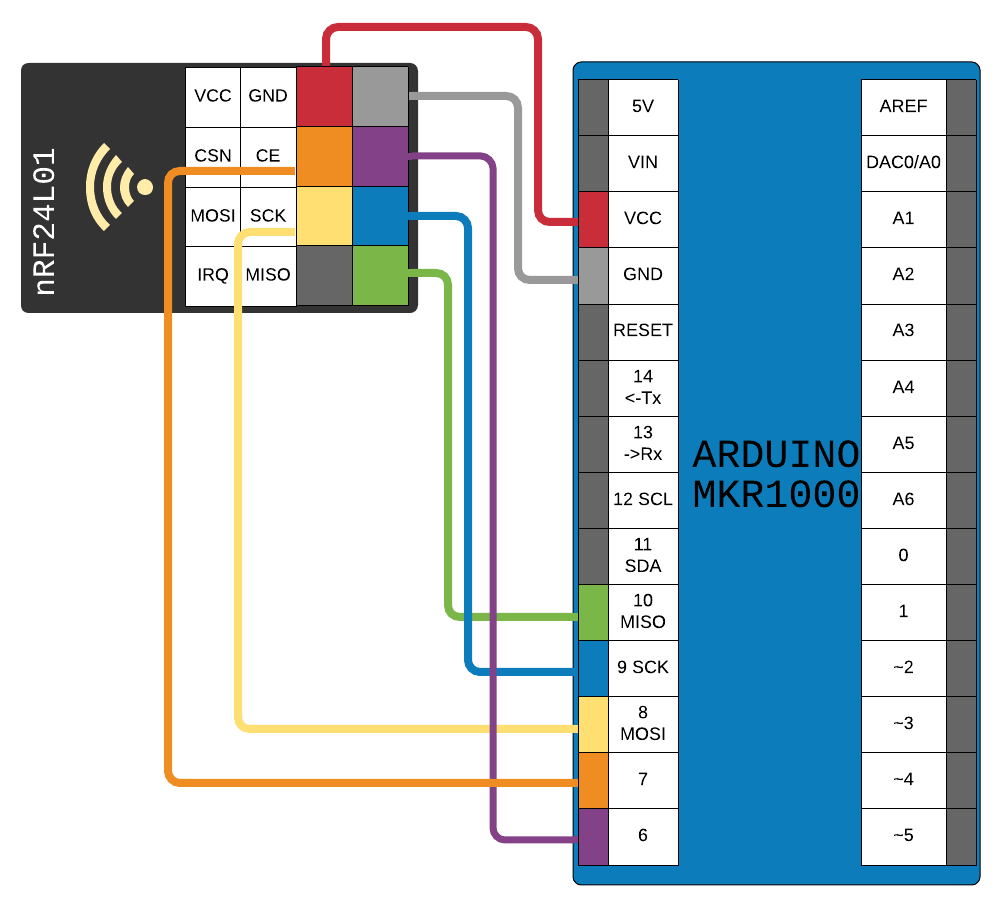 nRF24L01
VCC GND
CSN CE
MOSI SCK
IRQ MISO
5V
VIN
VCC
GND
RESET
14
<-Tx
13
->Rx
12 SCL
11
SDA
10
MISO
9 SCK
8
MOSI
7
6
ARDUINO
MKR1000
AREF
DAC0/A0
A1
A2
A3
A4
A5
A6
0
1
~2
~3
~4
~5